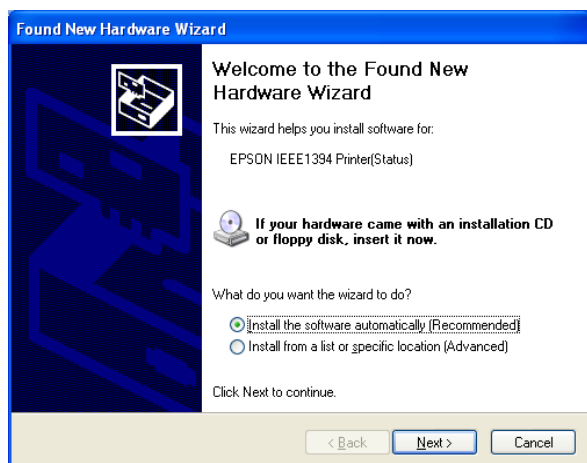 Found New Hardware Wizard
Welcome to the Found New
Hardware Wizard
This wizard helps you install software for:
EPSON IEEE1394 Printer(Status)
If your hardware came with an installation CD
or floppy disk, insert it now.
What do you want the wizard to do?
Install the software automatically (Recommended)
Install from a list or specific location (Advanced)
Click Next to continue.
< Back
Next >
Cancel